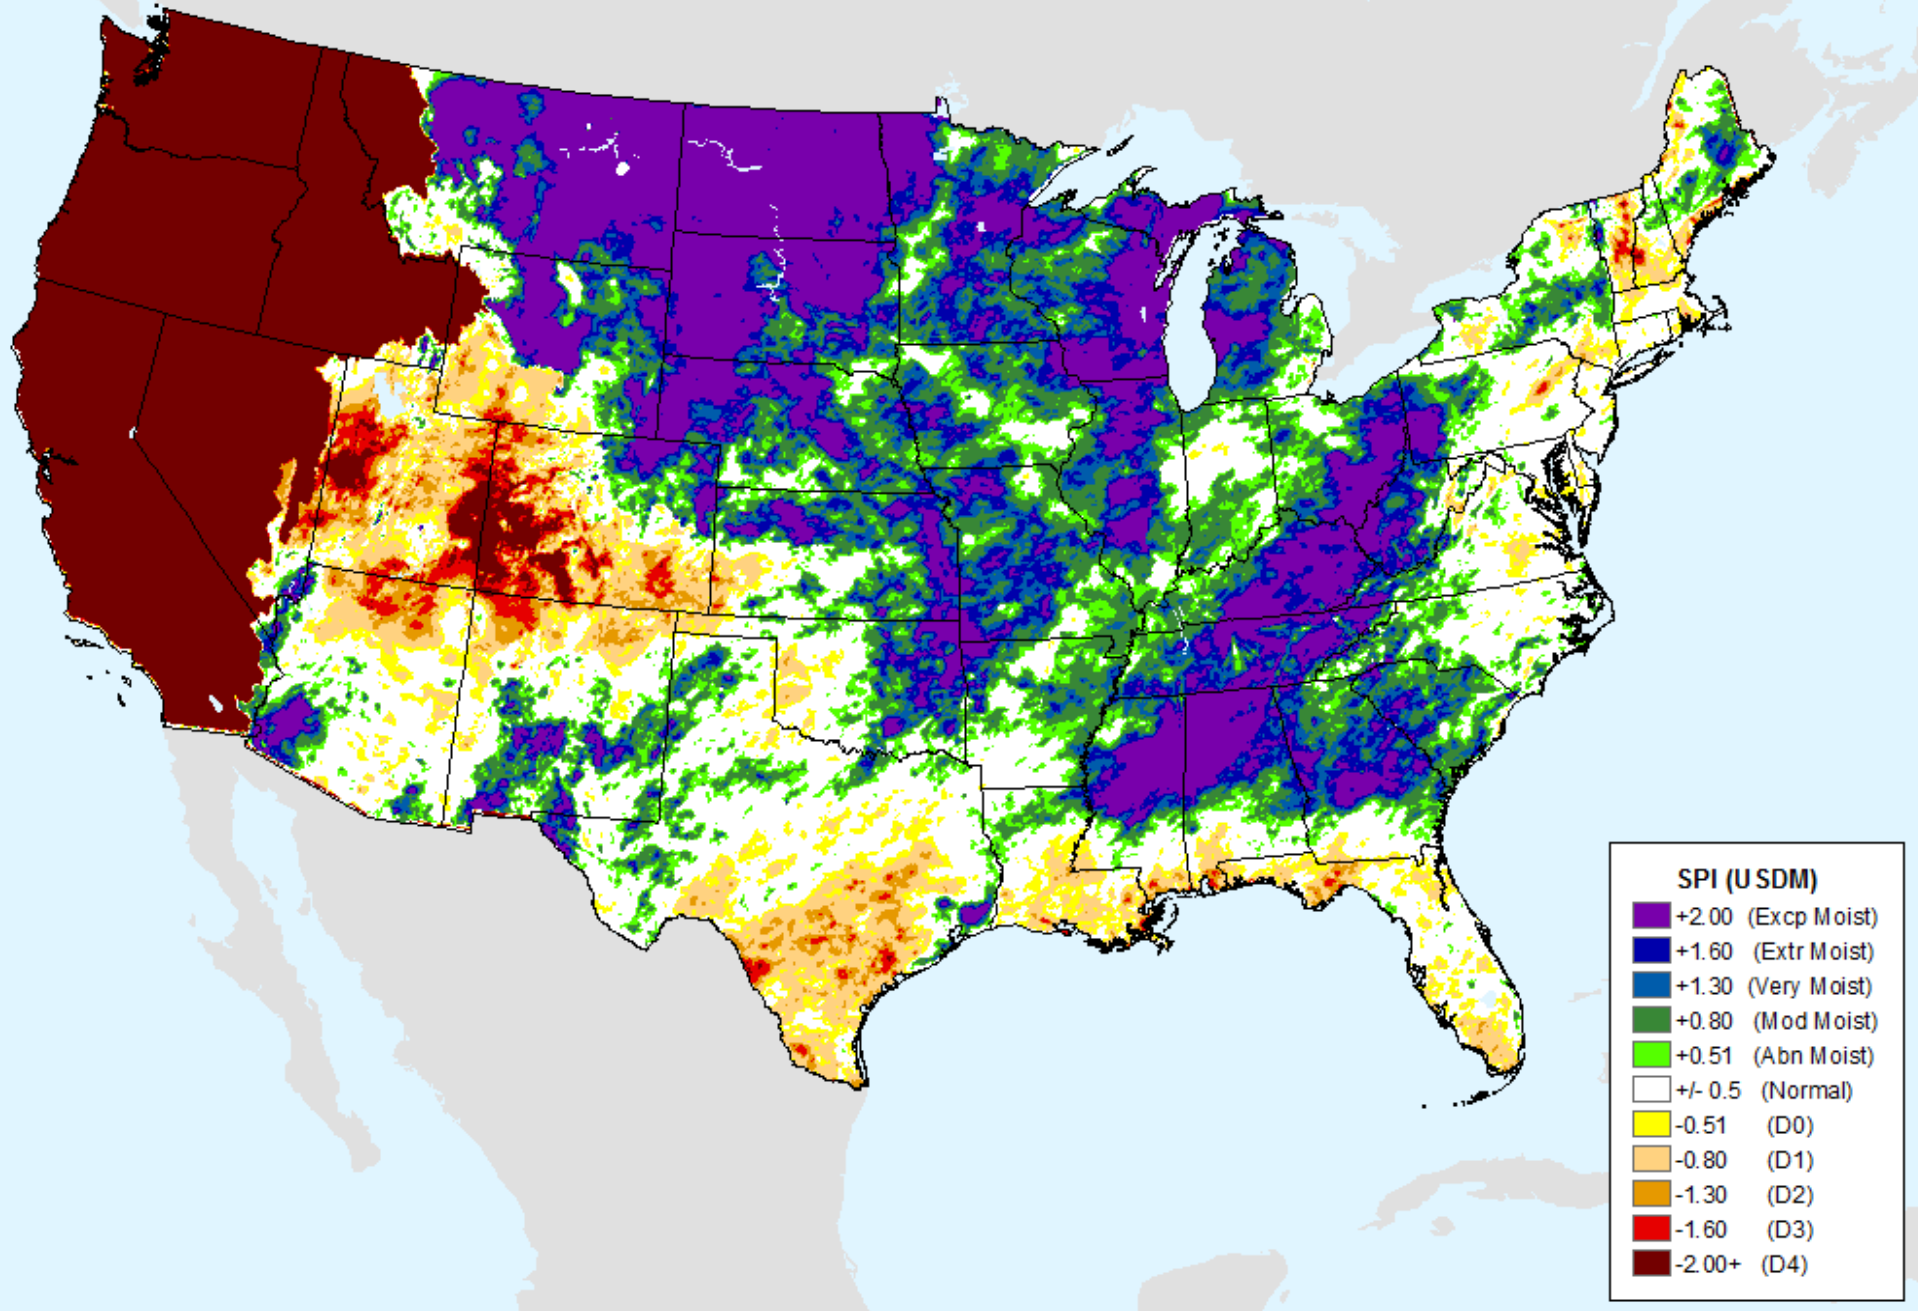 SPI (USDM)
+2.00 (Excp Moist)
+1.60 (Extr Moist)
+1.30 (Very Moist)
+0.80 (Mod Moist)
+0.51 (Abn Moist)
+/- 0.5 (Normal)
-0.51 (D0)
-0.80 (D1)
-1.30 (D2)
-1.60 (D3)
-2.00+ (D4)